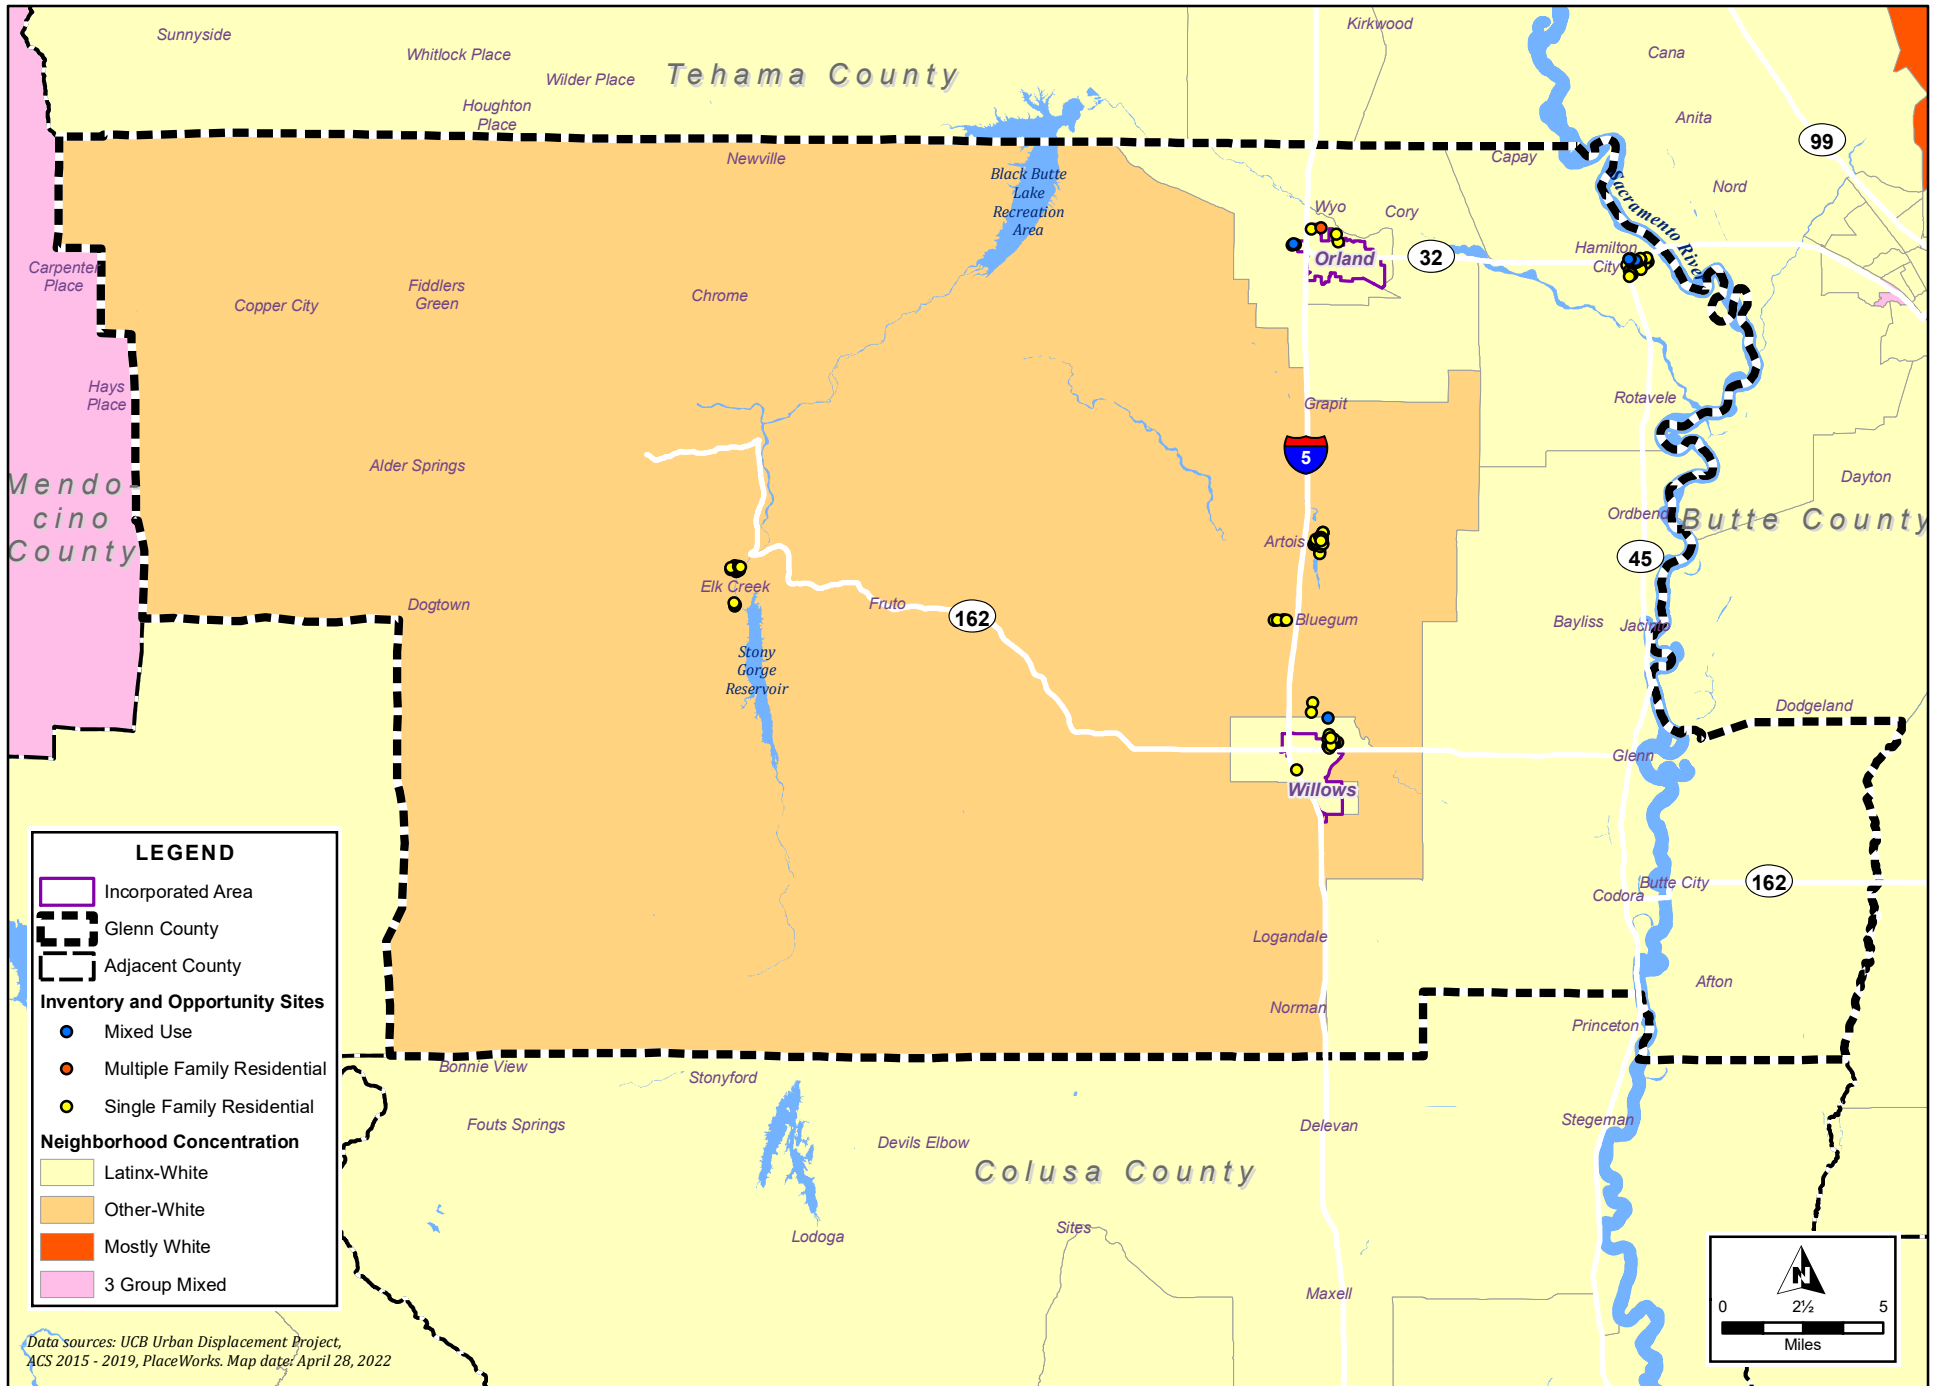 Sunnyside
Whitlock Place
Wilder Place
Houghton
Place
Tehama County
Kirkwood
Cana
Anita
99
Nord
Capay
Newville
Black Butte
Lake
Recreation
Area
Wyo
Cory
Sacramento River
Hamilton
City
Orland
32
Carpenter
Place
Copper City
Fiddlers
Green
Chrome
Hays
Place
Grapit
Rotavele
5
Alder Springs
Dayton
Mendo-
cino
County
Ordbend
Butte County
Artois
45
Elk Creek
Dogtown
Fruto
162
Bluegum
Bayliss
Jacinto
Stony
Gorge
Reservoir
Dodgeland
Glenn
Willows
Butte City
162
Codora
Logandale
Afton
Norman
Princeton
Bonnie View
Stonyford
Fouts Springs
Devils Elbow
Delevan
Stegeman
Colusa County
Lodoga
Sites
Maxell
LEGEND
Incorporated Area
Glenn County
Adjacent County
Inventory and Opportunity Sites
Mixed Use
Multiple Family Residential
Single Family Residential
Neighborhood Concentration
Latinx-White
Other-White
Mostly White
3 Group Mixed
Data sources: UCB Urban Displacement Project,
ACS 2015 - 2019, PlaceWorks. Map date: April 28, 2022
N
0 2½ 5
Miles